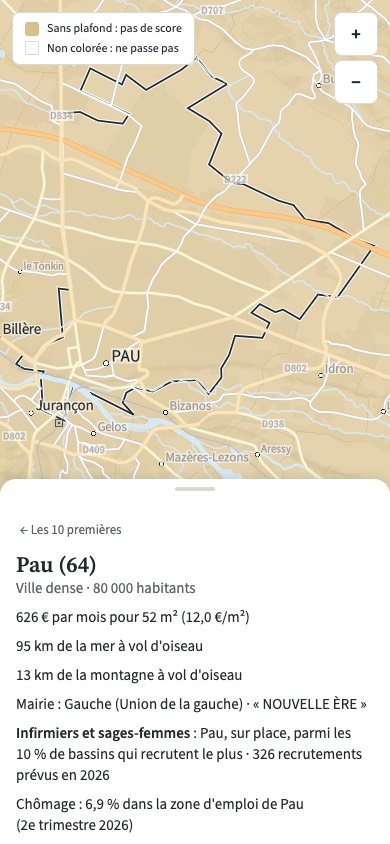 Sans plafond : pas de score
Non colorée : ne passe pas
D707
+
−
D834
D222
le Tonkin
34
Billère
PAU
D802
Idron
Jurançon
Bizanos
Gelos
D938
D802
D409
Aressy
Mazères-Lezons
← Les 10 premières
Pau (64)
Ville dense · 80 000 habitants
626 € par mois pour 52 m² (12,0 €/m²)
95 km de la mer à vol d'oiseau
13 km de la montagne à vol d'oiseau
Mairie : Gauche (Union de la gauche) · « NOUVELLE ÈRE »
Infirmiers et sages-femmes : Pau, sur place, parmi les
10 % de bassins qui recrutent le plus · 326 recrutements
prévus en 2026
Chômage : 6,9 % dans la zone d'emploi de Pau
(2e trimestre 2026)